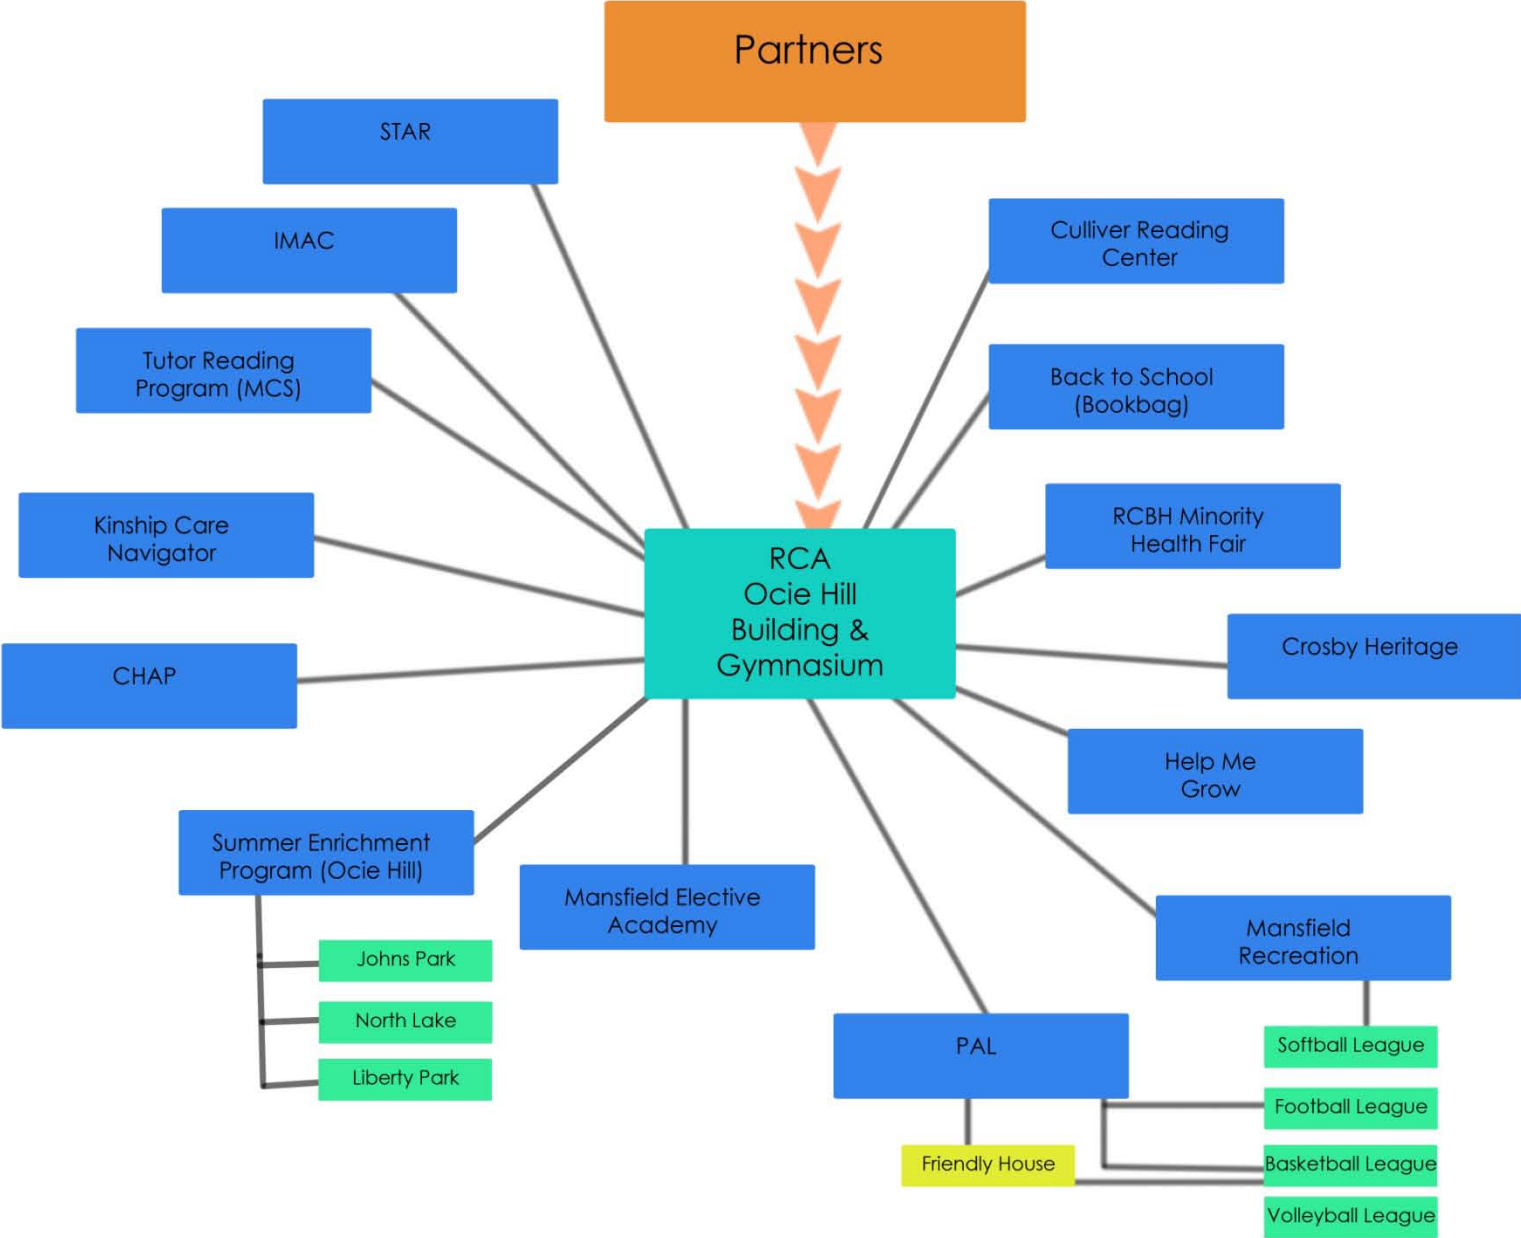 Partners
STAR
Culliver Reading
Center
IMAC
Tutor Reading
Program (MCS)
Back to School
(Bookbag)
Kinship Care
Navigator
RCBH Minority
Health Fair
RCA
Ocie Hill
Building &
Gymnasium
CHAP
Crosby Heritage
Help Me
Grow
Summer Enrichment
Program (Ocie Hill)
Mansfield Elective
Academy
Mansfield
Recreation
Johns Park
North Lake
Liberty Park
PAL
Softball League
Football League
Friendly House
Basketball League
Volleyball League